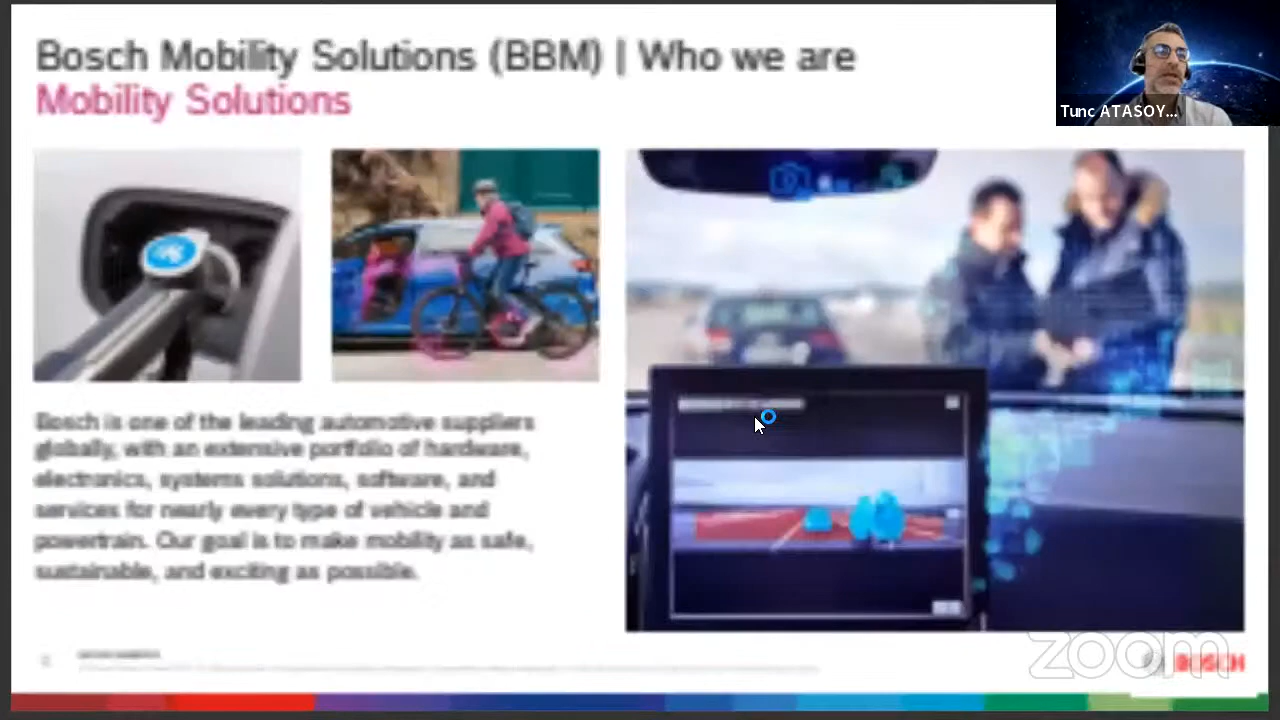 Bosch Mobility Solutions (BBM) | Who we are
Mobility Solutions
Tunc ATASOY...
Bosch is one of the leading automotive suppliers
globally, with an extensive portfolio of hardware,
electronics, systems solutions, software, and
services for nearly every type of vehicle and
powertrain. Our goal is to make mobility as safe,
sustainable, and exciting as possible.
zoom
BOSCH